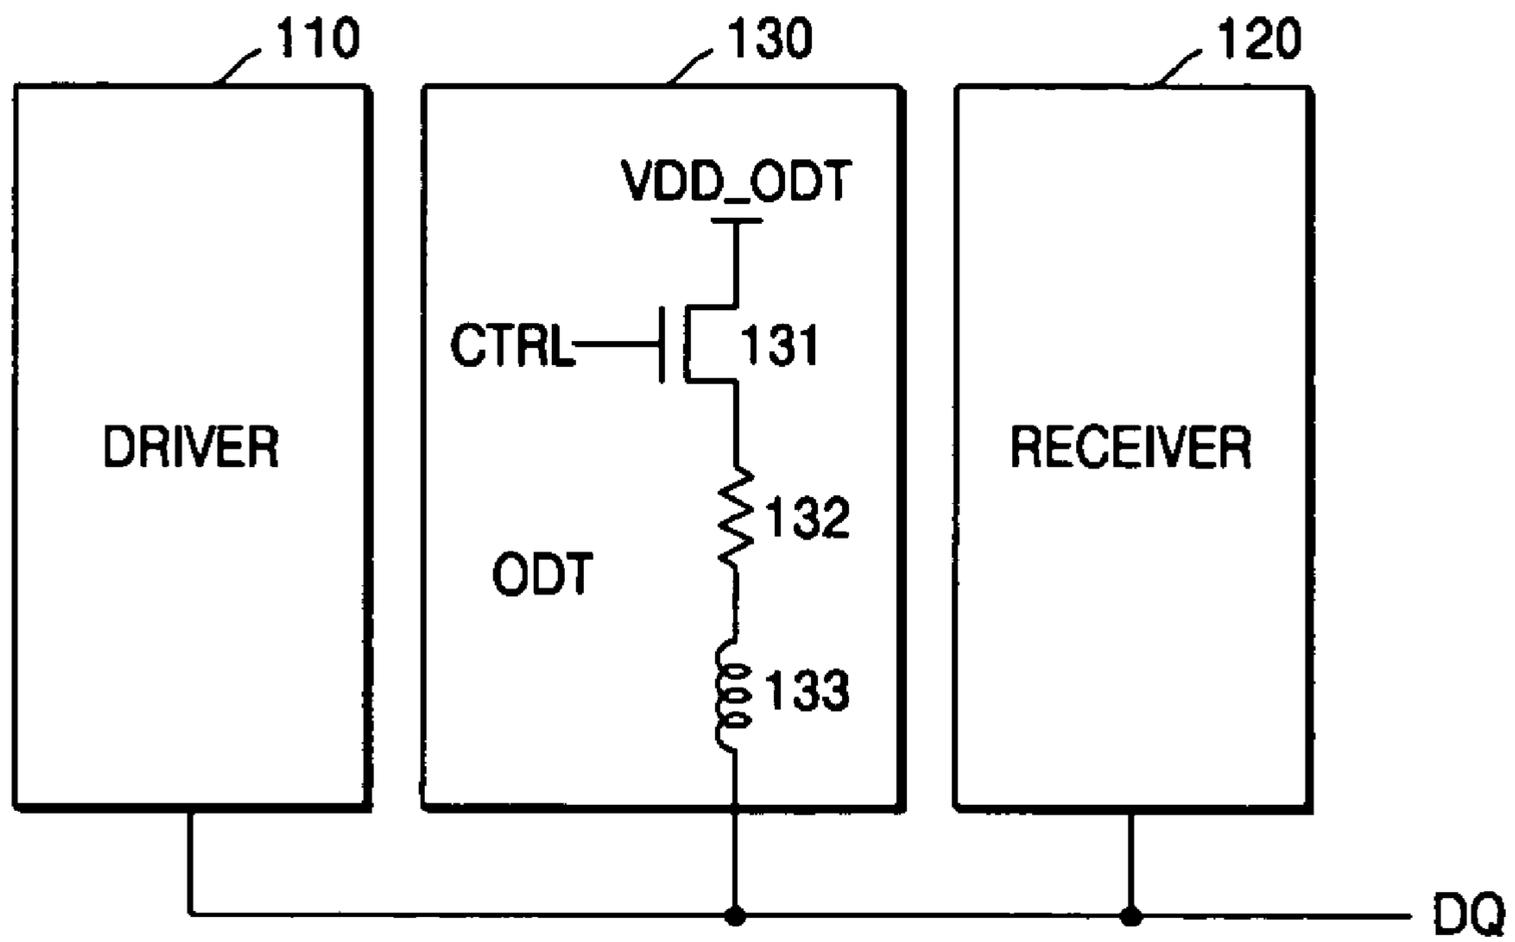 110
130
120
VDD_ODT
CTRL
131
DRIVER
RECEIVER
132
ODT
133
DQ